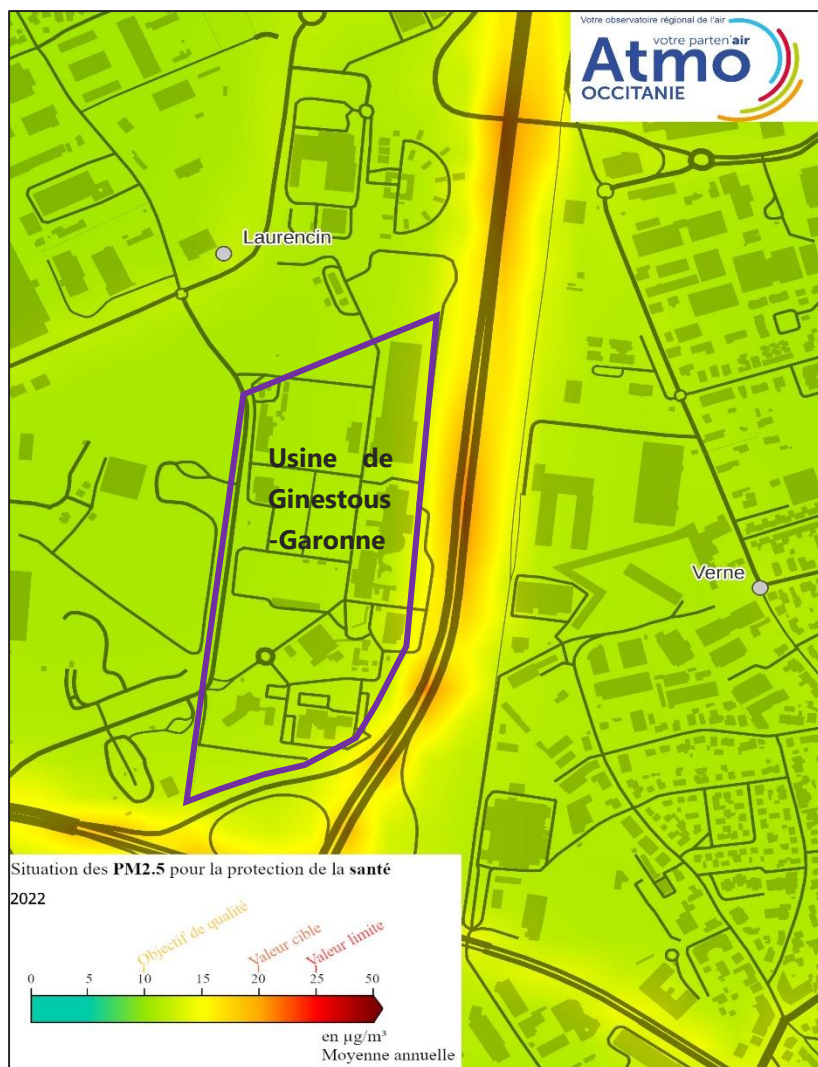 Votre observatoire régional de l'air
votre parten'air
Atmo
OCCITANIE
Laurencin
Usine de
Ginestous
-Garonne
Verne
Situation des PM2.5 pour la protection de la santé
2022
Objectif de qualité
Valeur cible
Valeur limite
0 5 10 15 20 25 50
en µg/m³
Moyenne annuelle